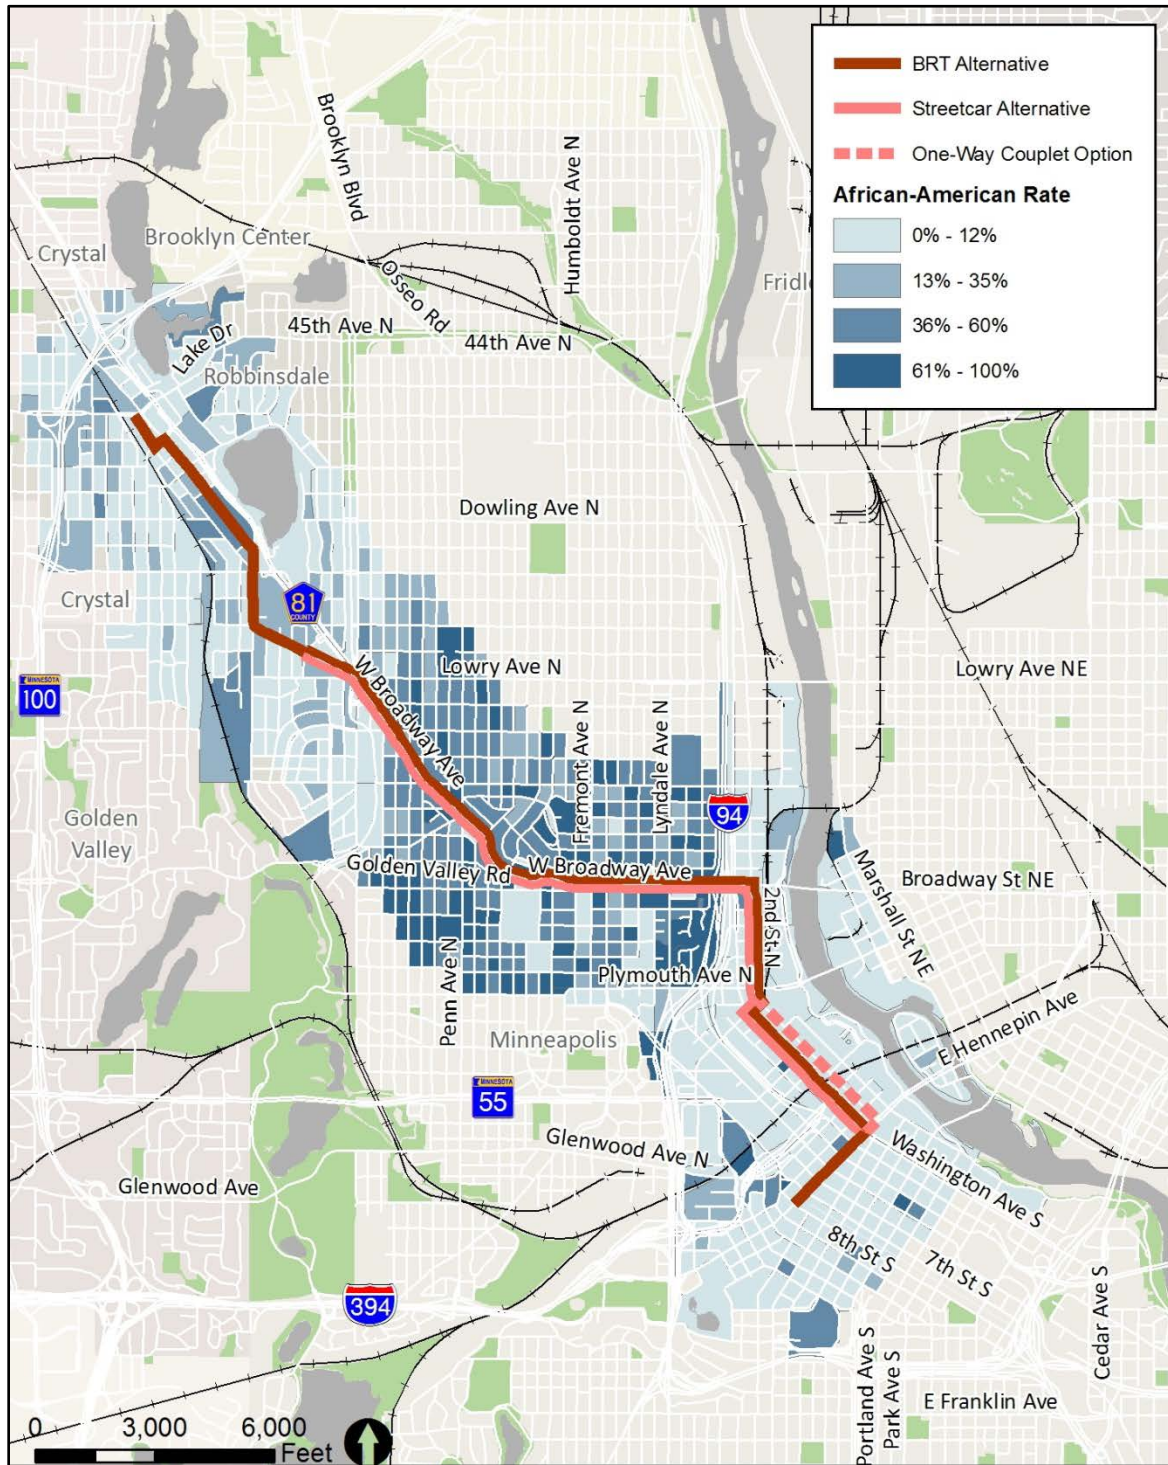 BRT Alternative
Streetcar Alternative
One-Way Couplet Option
African-American Rate
0% - 12%
13% - 35%
36% - 60%
61% - 100%
Brooklyn Blvd
Humboldt Ave N
Crystal
Brooklyn Center
Osseo Rd
45th Ave N
44th Ave N
Lake Dr
Robbinsdale
Dowling Ave N
Crystal
81
COUNTY
MINNESOTA
100
Lowry Ave N
Lowry Ave NE
W Broadway Ave
Fremont Ave N
Lyndale Ave N
94
Golden
Valley
Golden Valley Rd
W Broadway Ave
2nd St N
Marshall St NE
Broadway St NE
Penn Ave N
Plymouth Ave N
Minneapolis
E Hennepin Ave
MINNESOTA
55
Glenwood Ave N
Glenwood Ave
Washington Ave S
8th St S
7th St S
394
Portland Ave S
Park Ave S
Cedar Ave S
E Franklin Ave
0 3,000 6,000
Feet